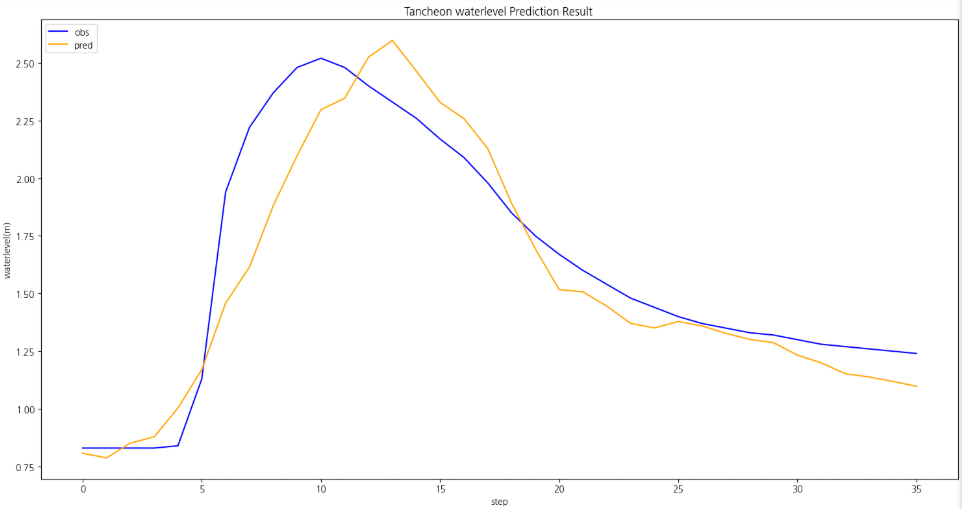 Tancheon waterlevel Prediction Result
obs
pred
2.50
2.25
2.00
1.75
1.50
1.25
1.00
0.75
waterlevel(m)
0 5 10 15 20 25 30 35
step